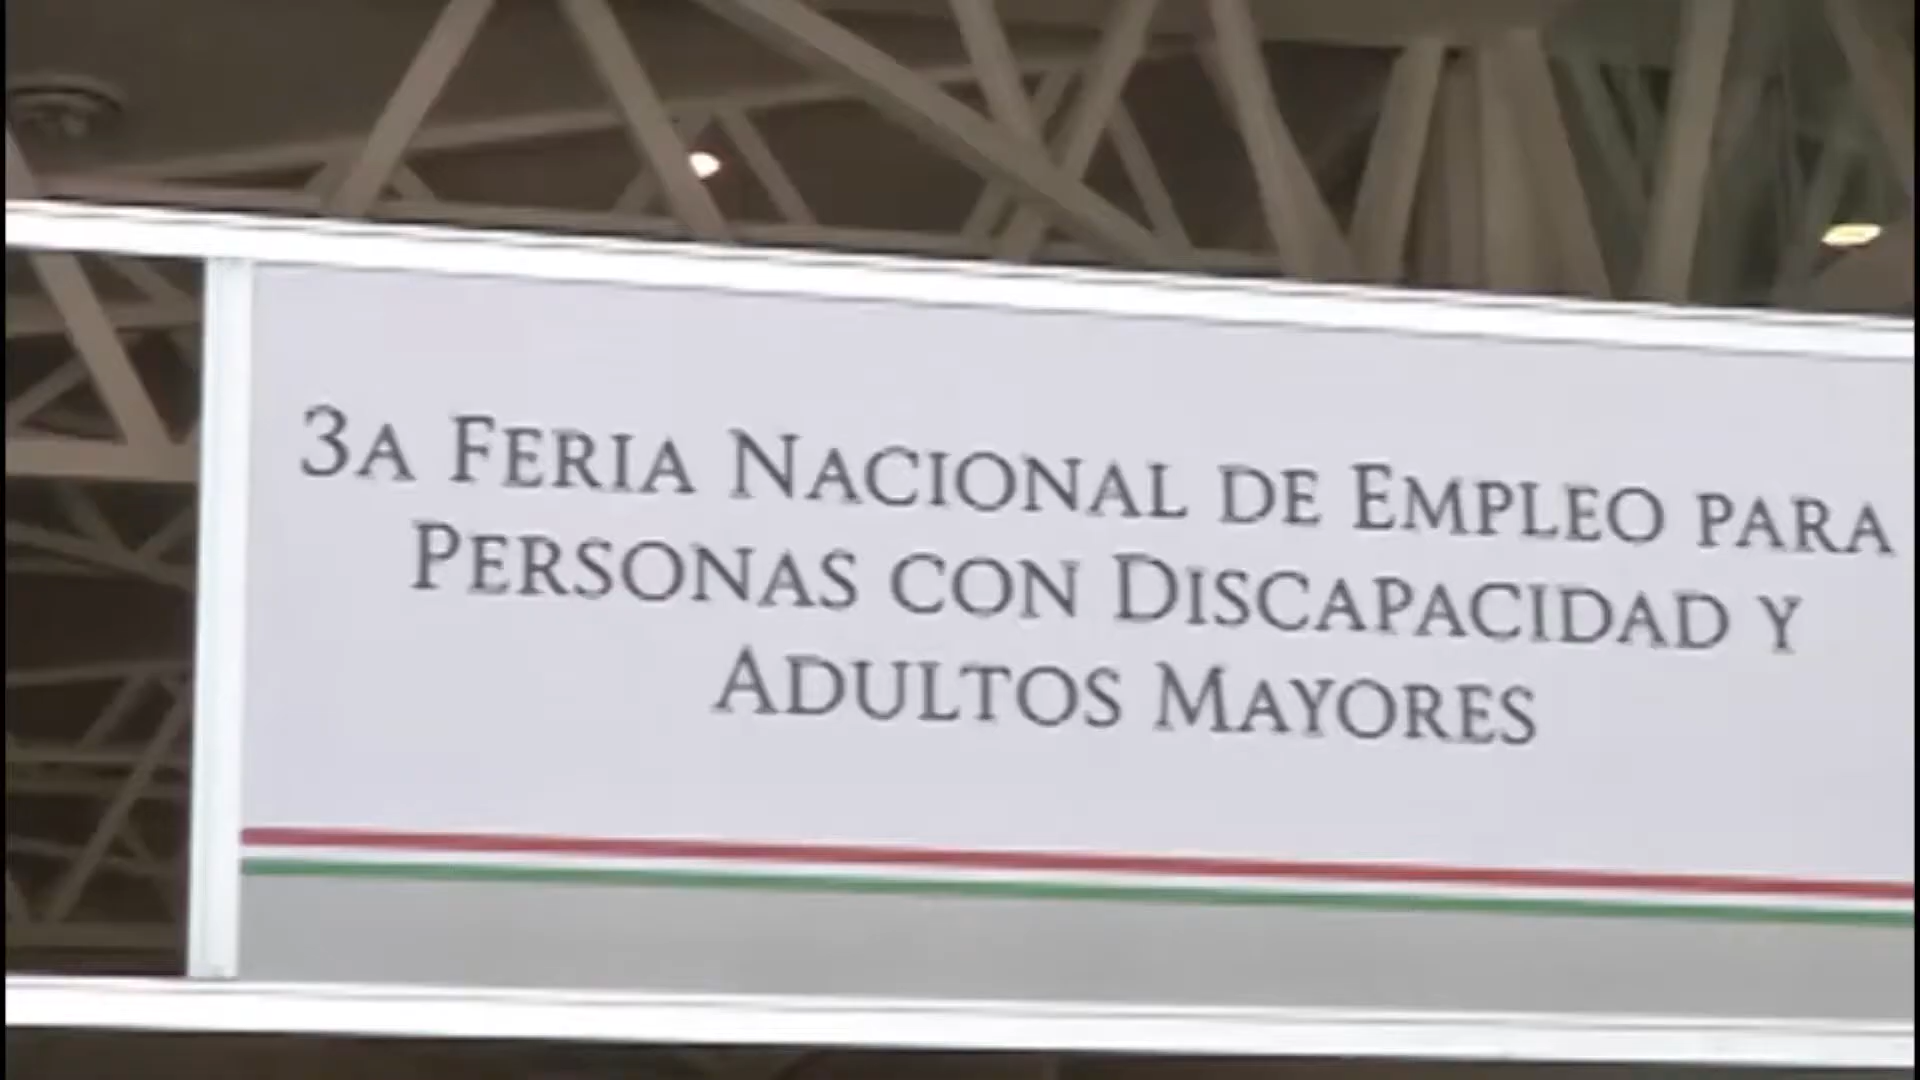 3a Feria Nacional de Empleo para
Personas con Discapacidad y
Adultos Mayores